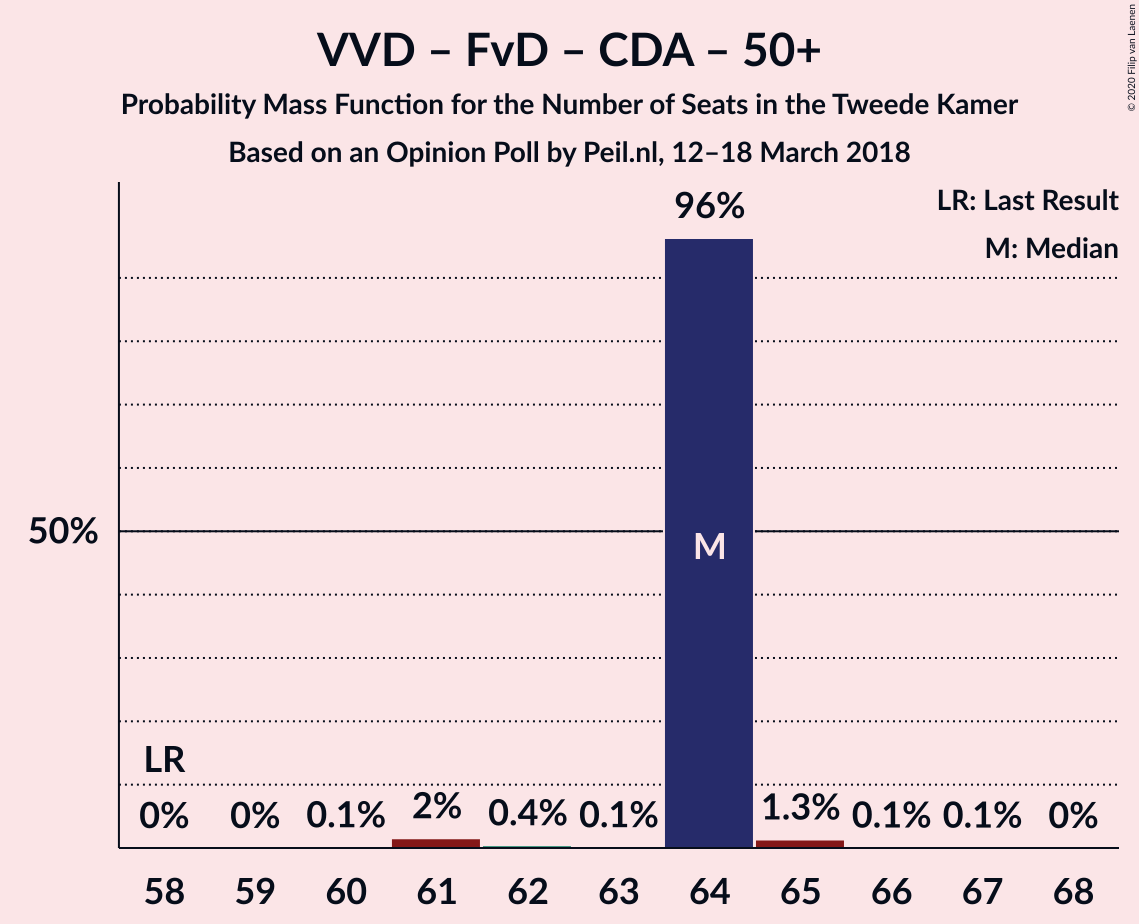 VVD – FvD – CDA – 50+
Probability Mass Function for the Number of Seats in the Tweede Kamer
Based on an Opinion Poll by Peil.nl, 12–18 March 2018
© 2020 Filip van Laenen
LR: Last Result
M: Median
96%
50%
M
LR
0% 0% 0.1% 2% 0.4% 0.1% 1.3% 0.1% 0.1% 0%
58 59 60 61 62 63 64 65 66 67 68